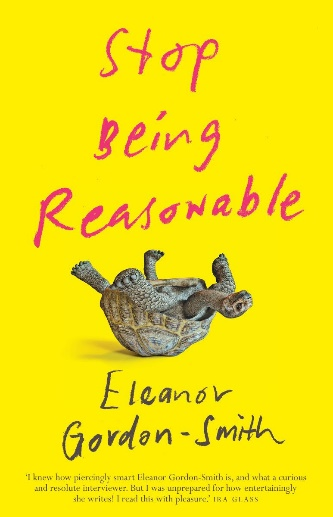 Stop
Being
Reasonable
Eleanor
Gordon-Smith
'I knew how piercingly smart Eleanor Gordon-Smith is, and what a curious
and resolute interviewer. But I was unprepared for how entertainingly
she writes! I read this with pleasure.' IRA GLASS